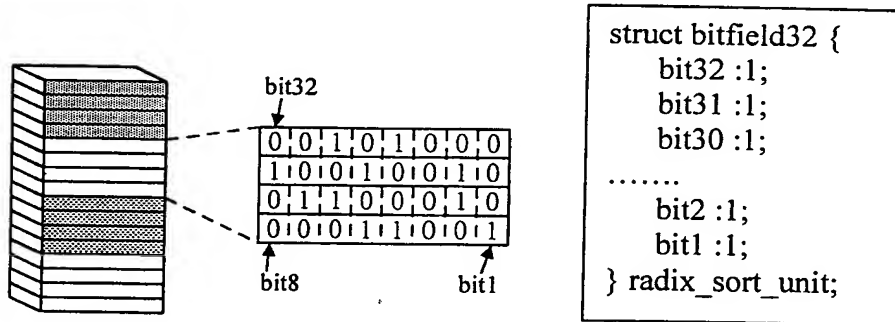 bit32
0 0 1 0 1 0 0 0
1 0 0 1 0 0 1 0
0 1 1 0 0 0 1 0
0 0 0 1 1 0 0 1
bit8 bit1
struct bitfield32 {
bit32 :1;
bit31 :1;
bit30 :1;
.......
bit2 :1;
bit1 :1;
} radix_sort_unit;